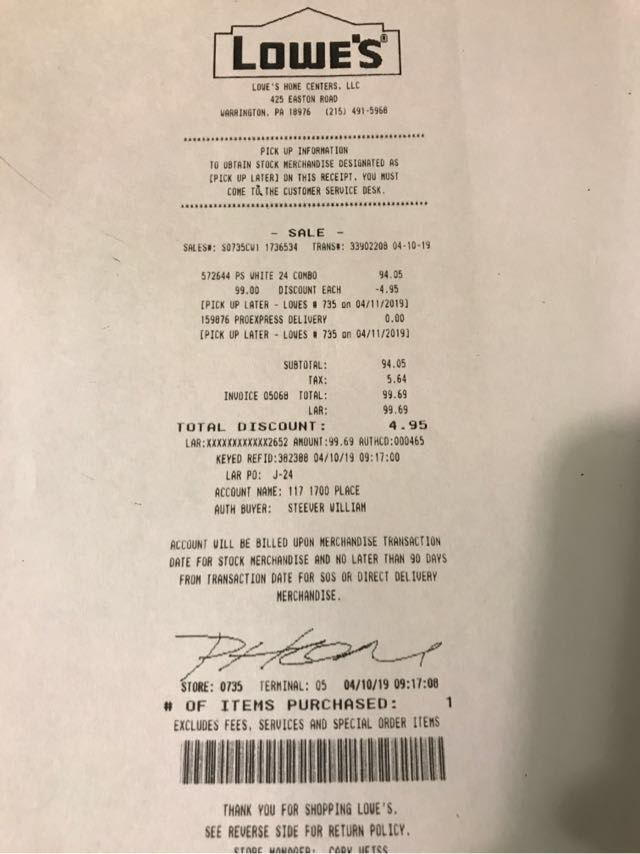 LOWE'S®
LOWE'S HOME CENTERS, LLC
425 EASTON ROAD
WARRINGTON, PA 18976 (215) 491-5968
PICK UP INFORMATION
TO OBTAIN STOCK MERCHANDISE DESIGNATED AS
[PICK UP LATER] ON THIS RECEIPT, YOU MUST
COME TO THE CUSTOMER SERVICE DESK.
- SALE -
SALES#: S0735CW1 1736534 TRANS#: 33902208 04-10-19
572644 PS WHITE 24 COMBO 94.05
99.00 DISCOUNT EACH -4.95
[PICK UP LATER - LOWES # 735 on 04/11/2019]
159876 PROEXPRESS DELIVERY 0.00
[PICK UP LATER - LOWES # 735 on 04/11/2019]
SUBTOTAL: 94.05
TAX: 5.64
INVOICE 05068 TOTAL: 99.69
LAR: 99.69
TOTAL DISCOUNT: 4.95
LAR:XXXXXXXXXXXX2652 AMOUNT:99.69 AUTHCD:000465
KEYED REFID:382388 04/10/19 09:17:00
LAR PO: J-24
ACCOUNT NAME: 117 1700 PLACE
AUTH BUYER: STEEVER WILLIAM
ACCOUNT WILL BE BILLED UPON MERCHANDISE TRANSACTION
DATE FOR STOCK MERCHANDISE AND NO LATER THAN 90 DAYS
FROM TRANSACTION DATE FOR SOS OR DIRECT DELIVERY
MERCHANDISE.
STORE: 0735 TERMINAL: 05 04/10/19 09:17:08
# OF ITEMS PURCHASED: 1
EXCLUDES FEES, SERVICES AND SPECIAL ORDER ITEMS
THANK YOU FOR SHOPPING LOWE'S.
SEE REVERSE SIDE FOR RETURN POLICY.
STORE MANAGER: CORY WEISS